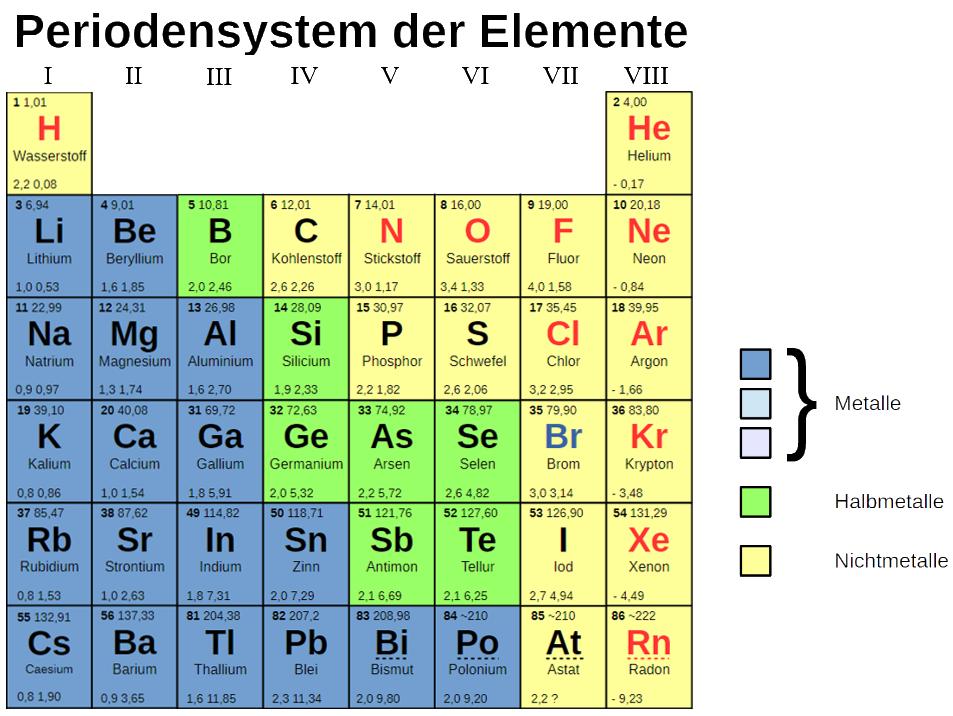 Periodensystem der Elemente
I II III IV V VI VII VIII
1 1,01 2 4,00
H He
Wasserstoff Helium
2,2 0,08 - 0,17
3 6,94 4 9,01 5 10,81 6 12,01 7 14,01 8 16,00 9 19,00 10 20,18
Li Be B C N O F Ne
Lithium Beryllium Bor Kohlenstoff Stickstoff Sauerstoff Fluor Neon
1,0 0,53 1,6 1,85 2,0 2,46 2,6 2,26 3,0 1,17 3,4 1,33 4,0 1,58 - 0,84
11 22,99 12 24,31 13 26,98 14 28,09 15 30,97 16 32,07 17 35,45 18 39,95
Na Mg Al Si P S Cl Ar
Natrium Magnesium Aluminium Silicium Phosphor Schwefel Chlor Argon
0,9 0,97 1,3 1,74 1,6 2,70 1,9 2,33 2,2 1,82 2,6 2,06 3,2 2,95 - 1,66
19 39,10 20 40,08 31 69,72 32 72,63 33 74,92 34 78,97 35 79,90 36 83,80
K Ca Ga Ge As Se Br Kr
Kalium Calcium Gallium Germanium Arsen Selen Brom Krypton
0,8 0,86 1,0 1,54 1,8 5,91 2,0 5,32 2,2 5,72 2,6 4,82 3,0 3,14 - 3,48
37 85,47 38 87,62 49 114,82 50 118,71 51 121,76 52 127,60 53 126,90 54 131,29
Rb Sr In Sn Sb Te I Xe
Rubidium Strontium Indium Zinn Antimon Tellur Iod Xenon
0,8 1,53 1,0 2,63 1,8 7,31 2,0 7,29 2,1 6,69 2,1 6,25 2,7 4,94 - 4,49
55 132,91 56 137,33 81 204,38 82 207,2 83 208,98 84 ~210 85 ~210 86 ~222
Cs Ba Tl Pb Bi Po At Rn
Caesium Barium Thallium Blei Bismut Polonium Astat Radon
0,8 1,90 0,9 3,65 1,6 11,85 2,3 11,34 2,0 9,80 2,0 9,20 2,2 ? - 9,23
Metalle
Halbmetalle
Nichtmetalle